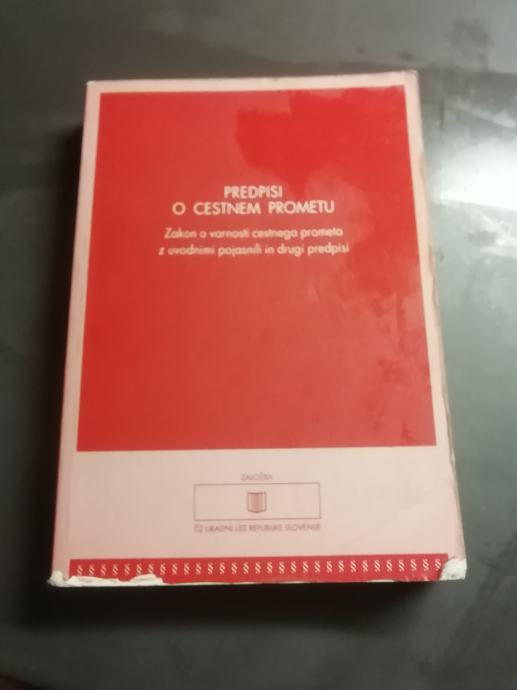 PREDPISI
O CESTNEM PROMETU
Zakon o varnosti cestnega prometa
z uvodnimi pojasnili in drugi predpisi
ZALOŽBA
ČZ URADNI LIST REPUBLIKE SLOVENIJE
§ § § § § § § § § § § § § § § § § § § § § § § § § §